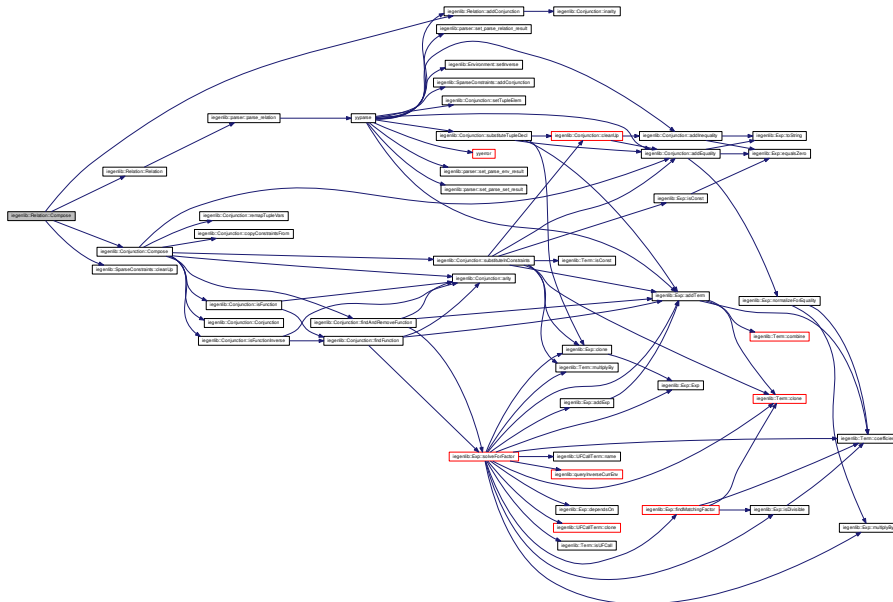 iegenlib::Relation::addConjunction
iegenlib::Conjunction::inarity
iegenlib::parser::set_parse_relation_result
iegenlib::Environment::setInverse
iegenlib::SparseConstraints::addConjunction
iegenlib::Conjunction::setTupleElem
iegenlib::parser::parse_relation
yyparse
iegenlib::Conjunction::substituteTupleDecl
iegenlib::Conjunction::cleanUp
iegenlib::Conjunction::addInequality
iegenlib::Exp::toString
yyerror
iegenlib::Conjunction::addEquality
iegenlib::Exp::equalsZero
iegenlib::Relation::Relation
iegenlib::parser::set_parse_env_result
iegenlib::parser::set_parse_set_result
iegenlib::Exp::isConst
iegenlib::Relation::Compose
iegenlib::Conjunction::remapTupleVars
iegenlib::Conjunction::copyConstraintsFrom
iegenlib::Conjunction::Compose
iegenlib::SparseConstraints::cleanUp
iegenlib::Conjunction::substituteInConstraints
iegenlib::Term::isConst
iegenlib::Conjunction::arity
iegenlib::Exp::addTerm
iegenlib::Exp::normalizeForEquality
iegenlib::Conjunction::isFunction
iegenlib::Conjunction::Conjunction
iegenlib::Conjunction::findAndRemoveFunction
iegenlib::Conjunction::isFunctionInverse
iegenlib::Conjunction::findFunction
iegenlib::Term::combine
iegenlib::Exp::clone
iegenlib::Term::multiplyBy
iegenlib::Exp::Exp
iegenlib::Exp::addExp
iegenlib::Term::clone
iegenlib::Term::coefficient
iegenlib::Exp::solveForFactor
iegenlib::UFCallTerm::name
iegenlib::queryInverseCurrEnv
iegenlib::Exp::dependsOn
iegenlib::Exp::findMatchingFactor
iegenlib::Exp::isDivisible
iegenlib::UFCallTerm::clone
iegenlib::Exp::multiplyBy
iegenlib::Term::isUFCall